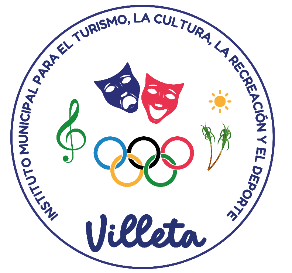 INSTITUTO MUNICIPAL PARA EL TURISMO, LA CULTURA, LA RECREACIÓN Y EL DEPORTE
Villeta